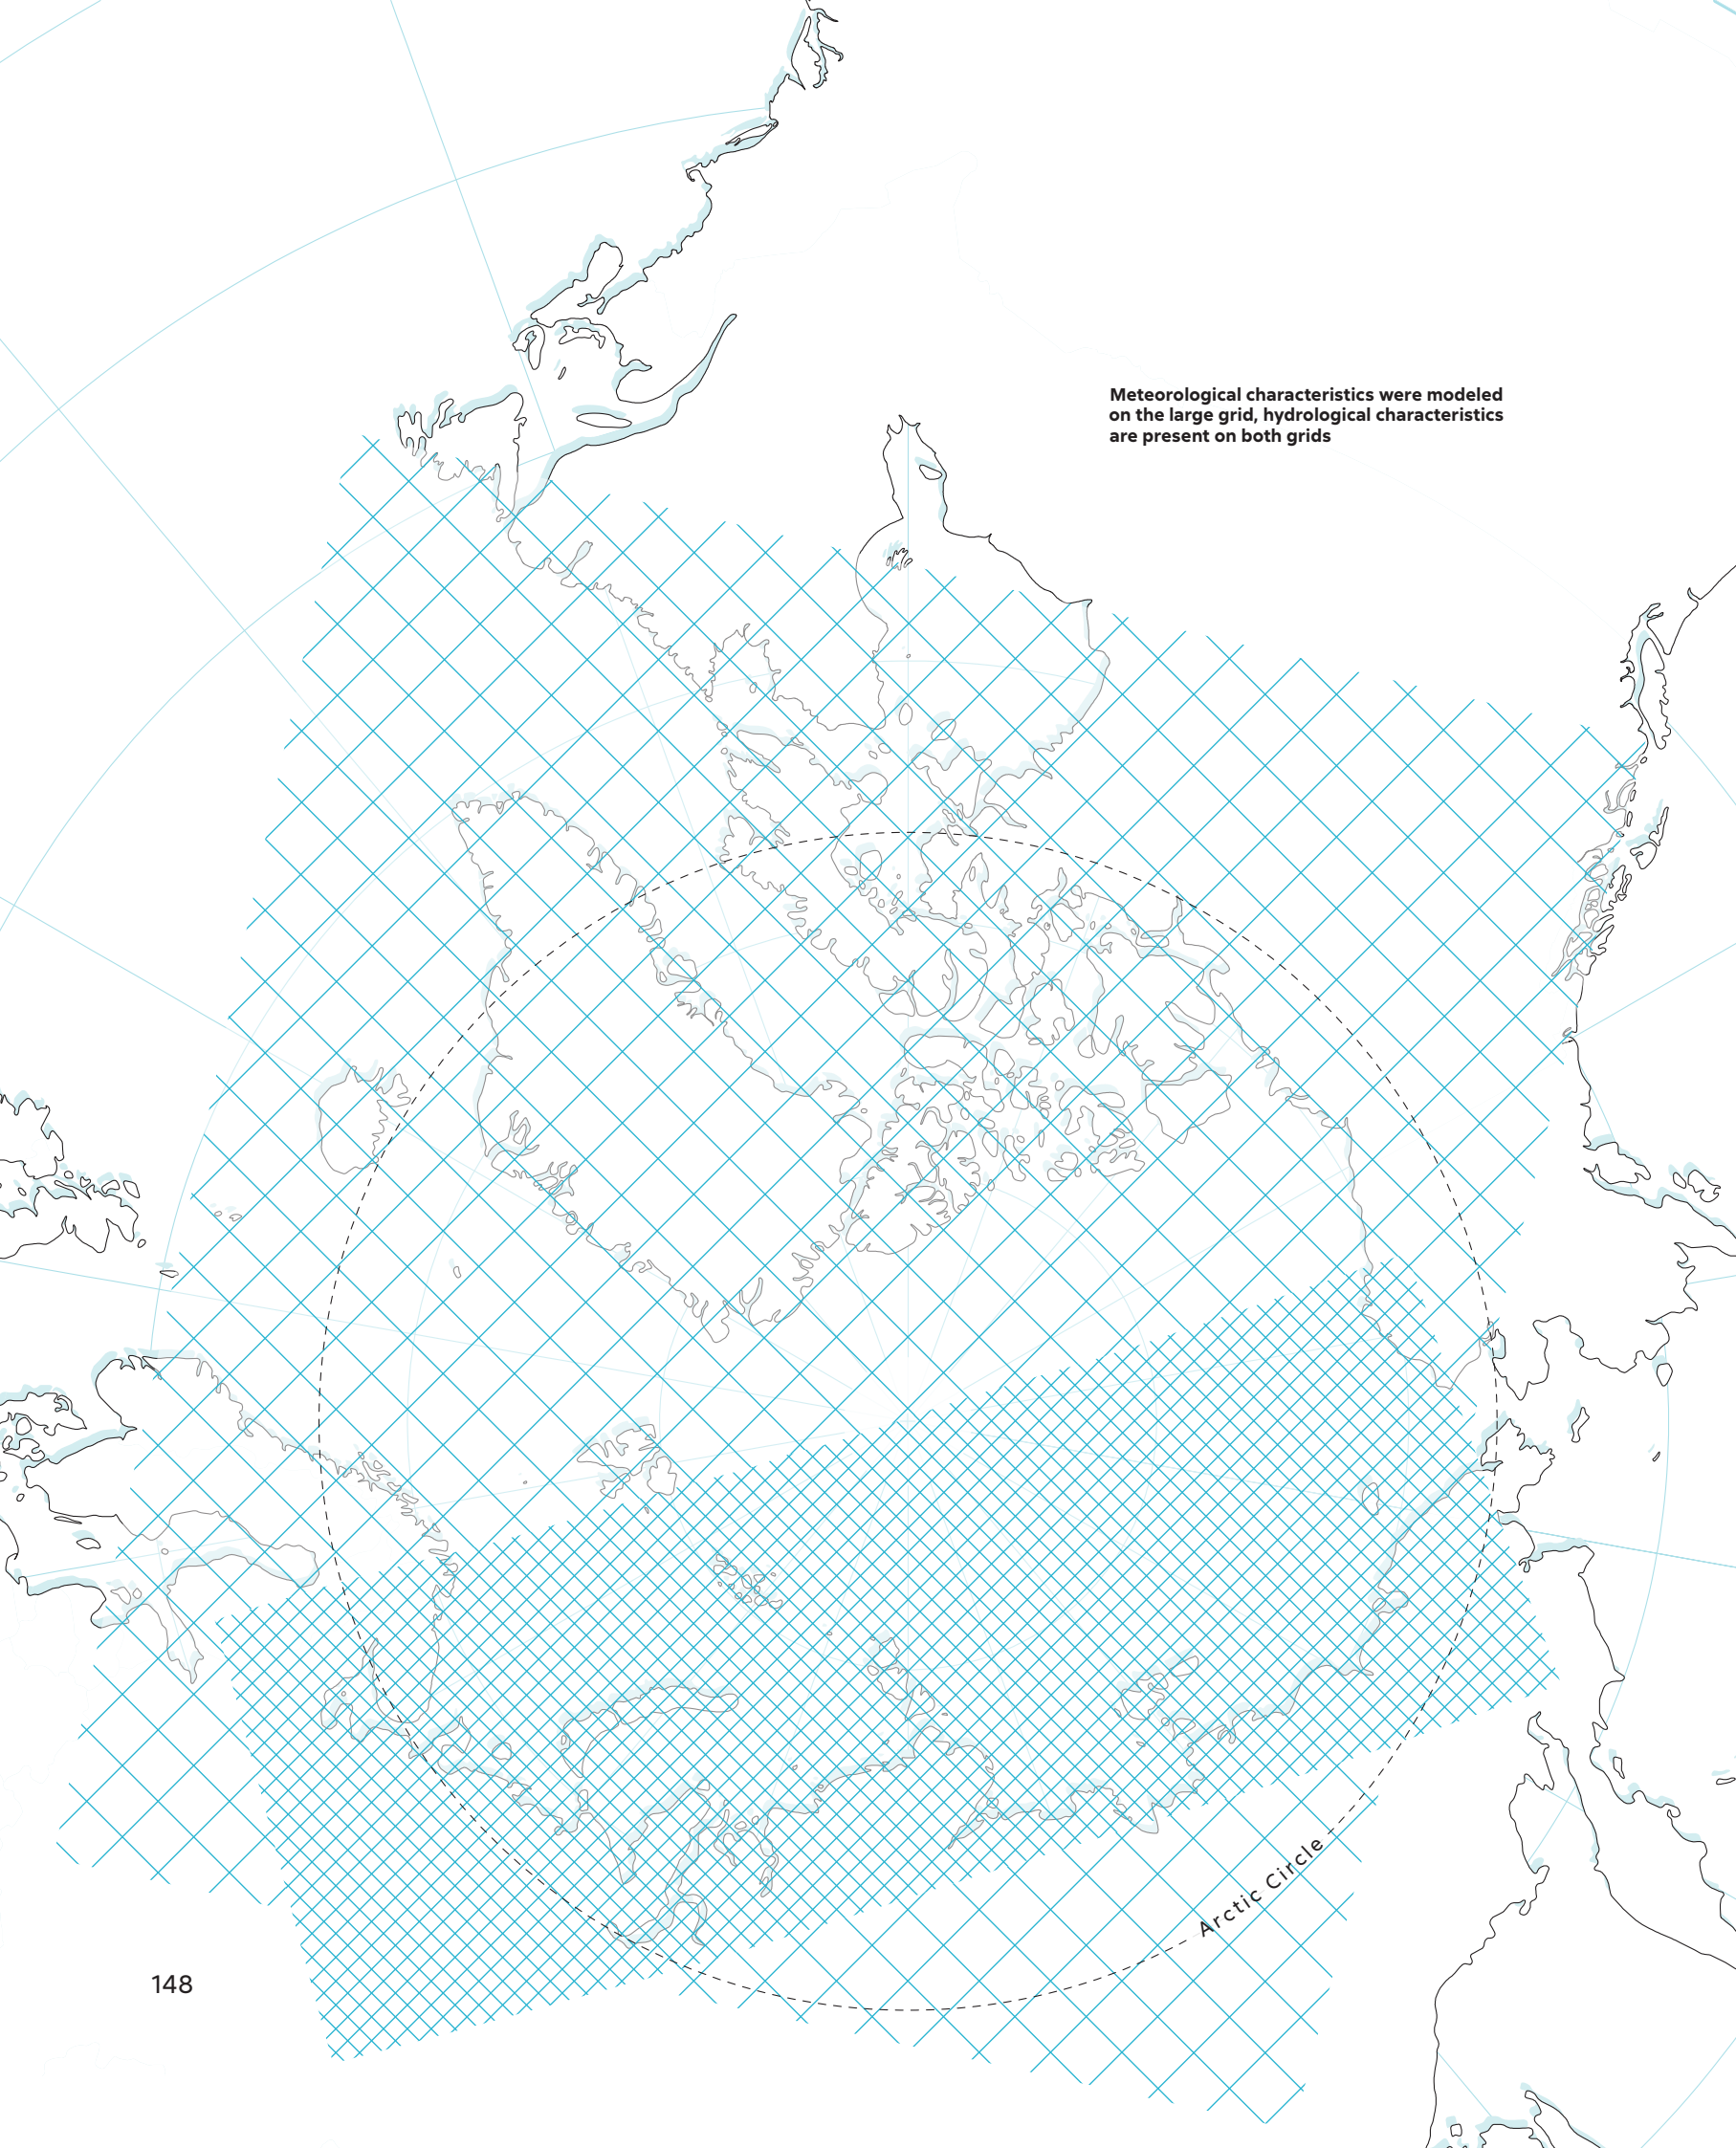 Meteorological characteristics were modeled
on the large grid, hydrological characteristics
are present on both grids
Arctic Circle
148